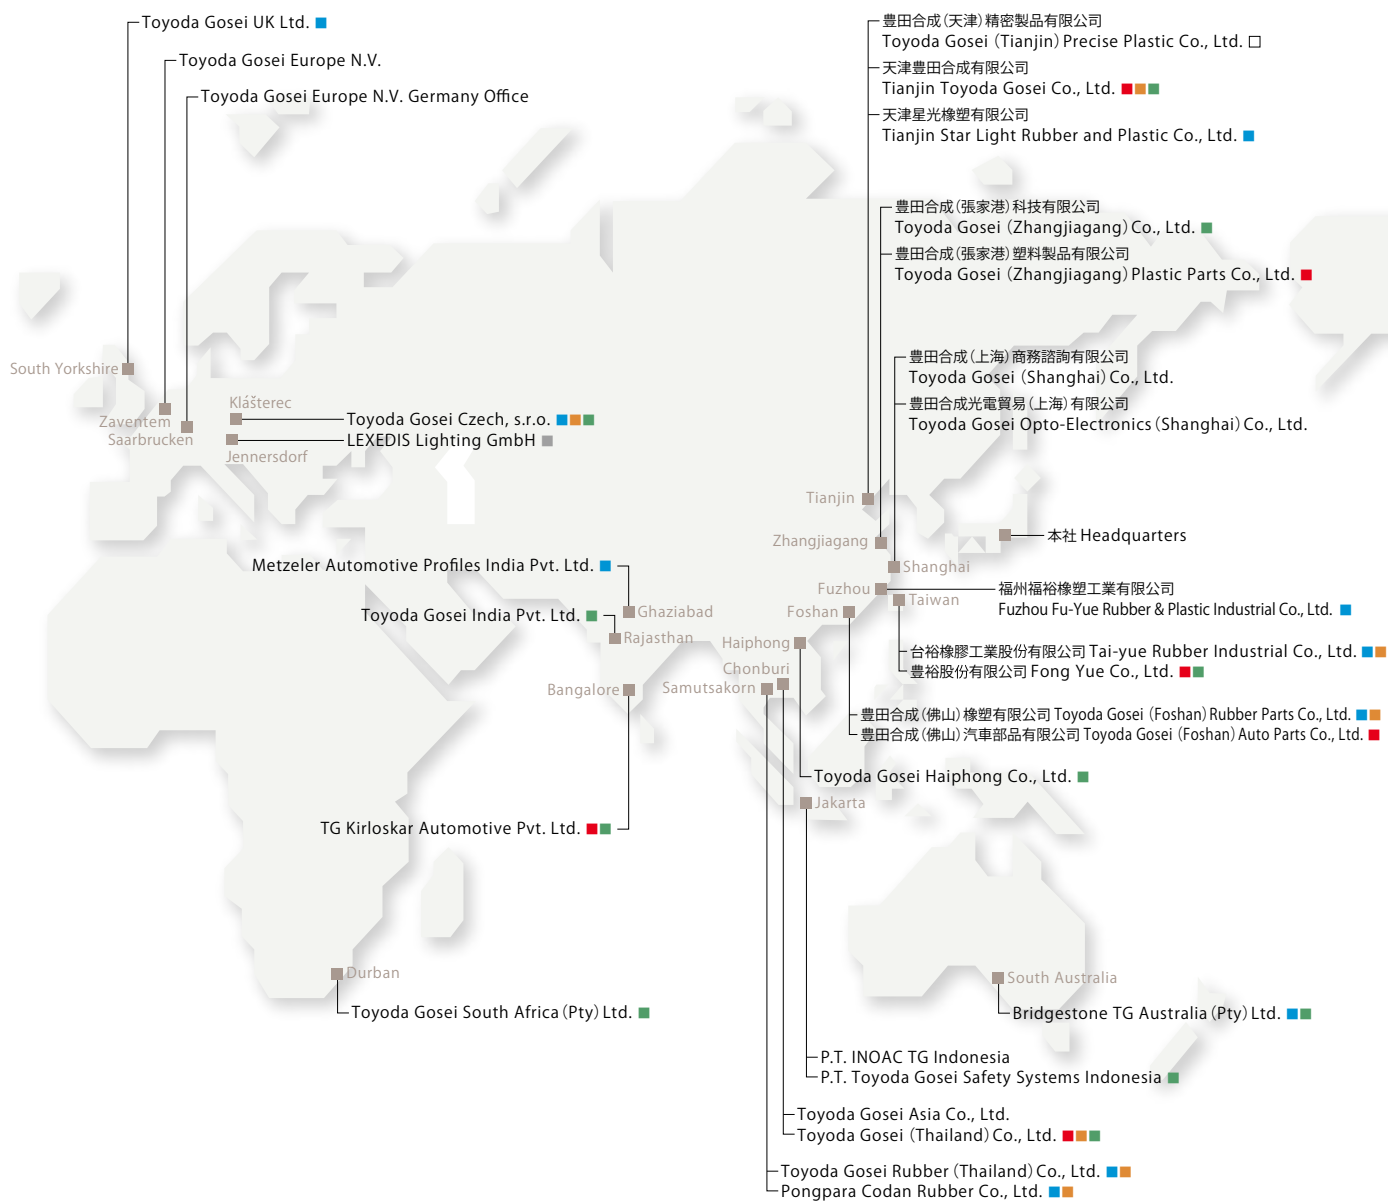 Toyoda Gosei UK Ltd.
Toyoda Gosei Europe N.V.
Toyoda Gosei Europe N.V. Germany Office
豊田合成(天津)精密製品有限公司
Toyoda Gosei (Tianjin) Precise Plastic Co., Ltd.
天津豊田合成有限公司
Tianjin Toyoda Gosei Co., Ltd.
天津星光橡塑有限公司
Tianjin Star Light Rubber and Plastic Co., Ltd.
豊田合成(張家港)科技有限公司
Toyoda Gosei (Zhangjiagang) Co., Ltd.
豊田合成(張家港)塑料製品有限公司
Toyoda Gosei (Zhangjiagang) Plastic Parts Co., Ltd.
豊田合成(上海)商務諮詢有限公司
Toyoda Gosei (Shanghai) Co., Ltd.
豊田合成光電貿易(上海)有限公司
Toyoda Gosei Opto-Electronics (Shanghai) Co., Ltd.
South Yorkshire
Zaventem
Saarbrucken
Klášterec
Toyoda Gosei Czech, s.r.o.
LEXEDIS Lighting GmbH
Jennersdorf
Tianjin
Zhangjiagang
本社 Headquarters
Shanghai
Metzeler Automotive Profiles India Pvt. Ltd.
Ghaziabad
Toyoda Gosei India Pvt. Ltd.
Rajasthan
Bangalore
Fuzhou
福州福裕橡塑工業有限公司
Fuzhou Fu-Yue Rubber & Plastic Industrial Co., Ltd.
Taiwan
Foshan
Haiphong
Chonburi
Samutsakorn
台裕橡膠工業股份有限公司 Tai-yue Rubber Industrial Co., Ltd.
豊裕股份有限公司 Fong Yue Co., Ltd.
豊田合成(佛山)橡塑有限公司 Toyoda Gosei (Foshan) Rubber Parts Co., Ltd.
豊田合成(佛山)汽車部品有限公司 Toyoda Gosei (Foshan) Auto Parts Co., Ltd.
Toyoda Gosei Haiphong Co., Ltd.
Jakarta
TG Kirloskar Automotive Pvt. Ltd.
Durban
Toyoda Gosei South Africa (Pty) Ltd.
South Australia
Bridgestone TG Australia (Pty) Ltd.
P.T. INOAC TG Indonesia
P.T. Toyoda Gosei Safety Systems Indonesia
Toyoda Gosei Asia Co., Ltd.
Toyoda Gosei (Thailand) Co., Ltd.
Toyoda Gosei Rubber (Thailand) Co., Ltd.
Pongpara Codan Rubber Co., Ltd.